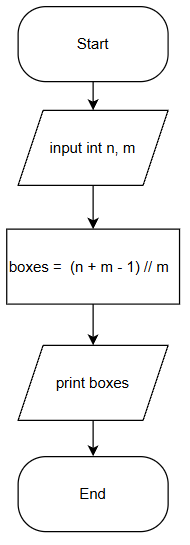 Start
input int n, m
boxes = (n + m - 1) // m
print boxes
End